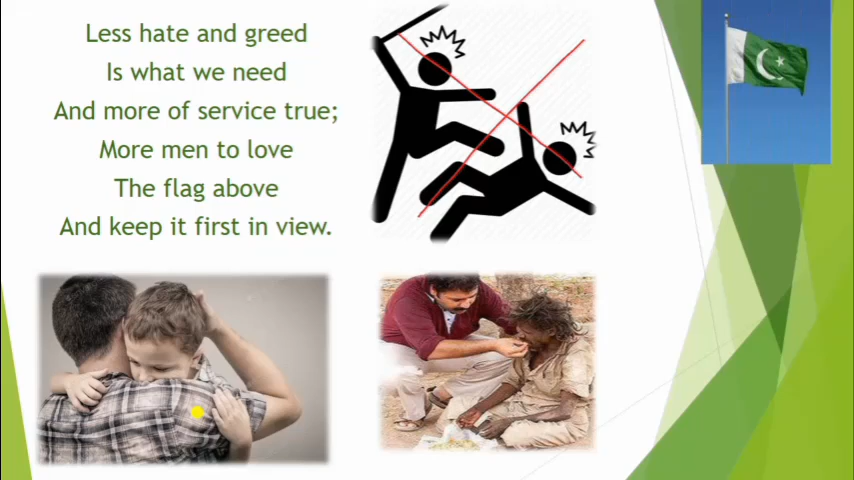 Less hate and greed
Is what we need
And more of service true;
More men to love
The flag above
And keep it first in view.